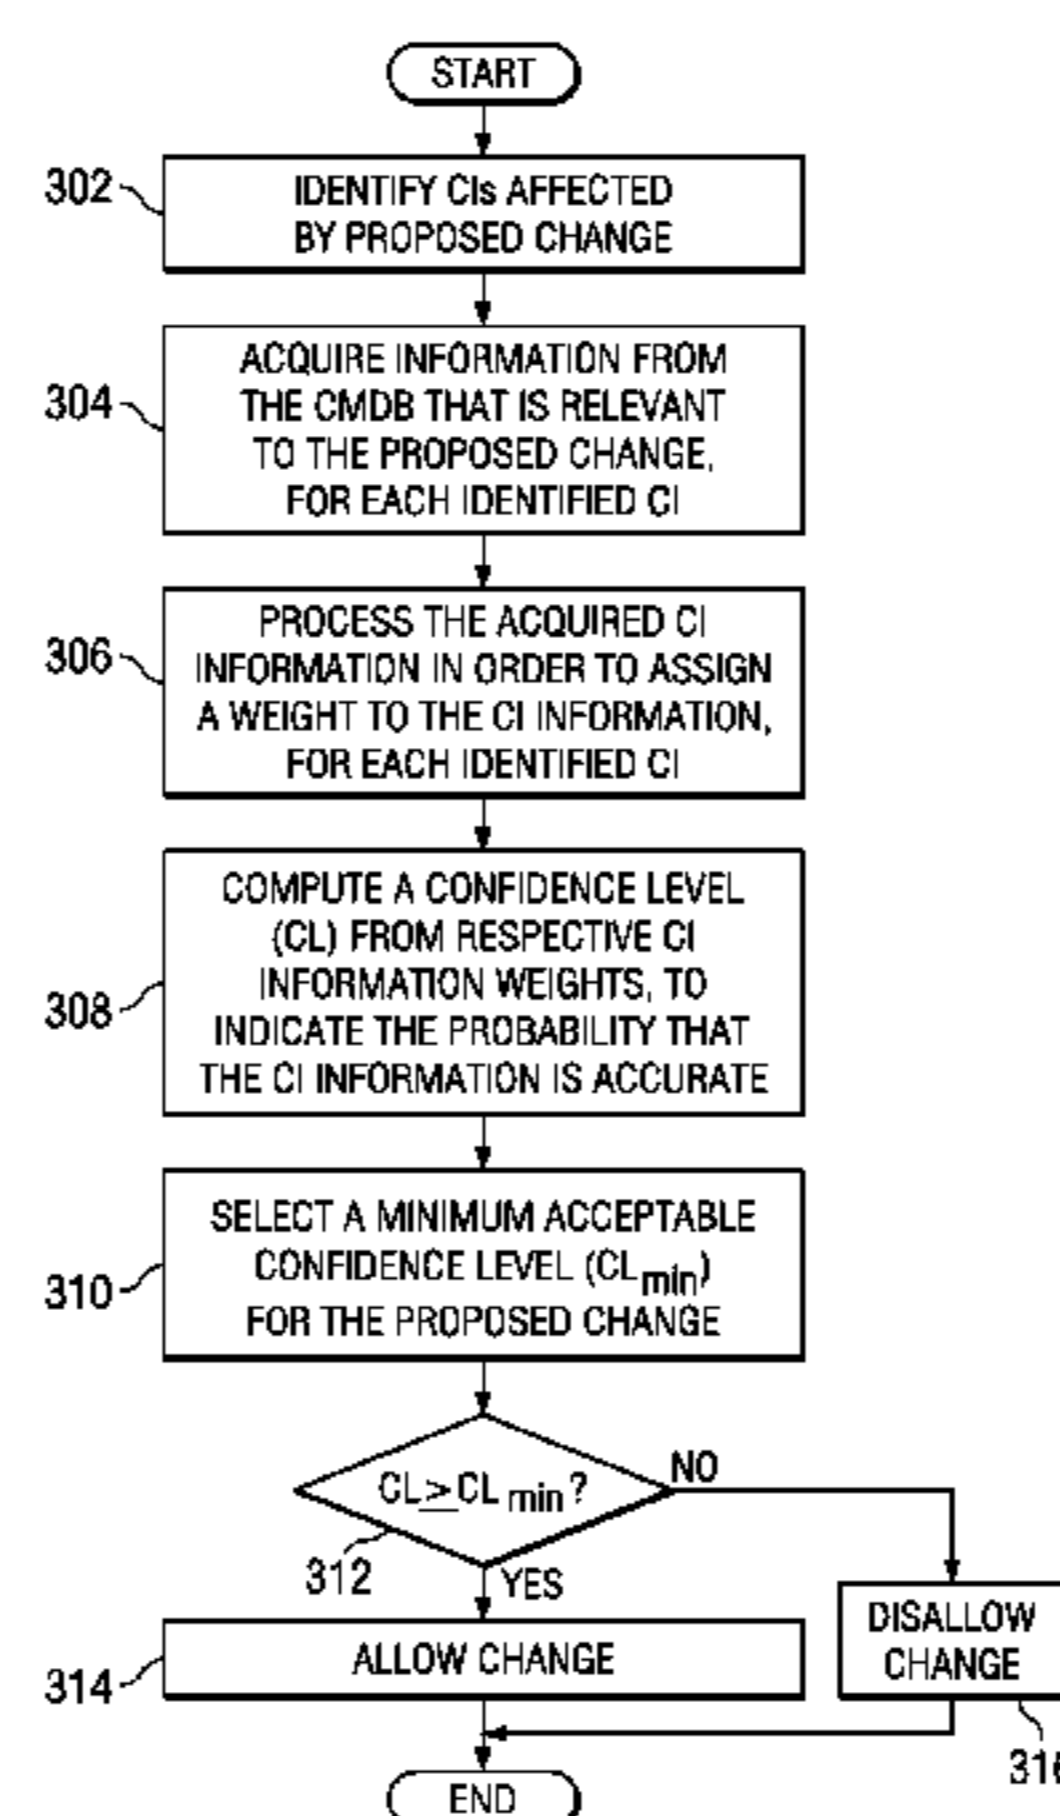 START
302
IDENTIFY CIs AFFECTED
BY PROPOSED CHANGE
304
ACQUIRE INFORMATION FROM
THE CMDB THAT IS RELEVANT
TO THE PROPOSED CHANGE,
FOR EACH IDENTIFIED CI
306
PROCESS THE ACQUIRED CI
INFORMATION IN ORDER TO ASSIGN
A WEIGHT TO THE CI INFORMATION,
FOR EACH IDENTIFIED CI
308
COMPUTE A CONFIDENCE LEVEL
(CL) FROM RESPECTIVE CI
INFORMATION WEIGHTS, TO
INDICATE THE PROBABILITY THAT
THE CI INFORMATION IS ACCURATE
310
SELECT A MINIMUM ACCEPTABLE
CONFIDENCE LEVEL (CLmin)
FOR THE PROPOSED CHANGE
CL≥CLmin?
NO
312
YES
314
ALLOW CHANGE
DISALLOW
CHANGE
END